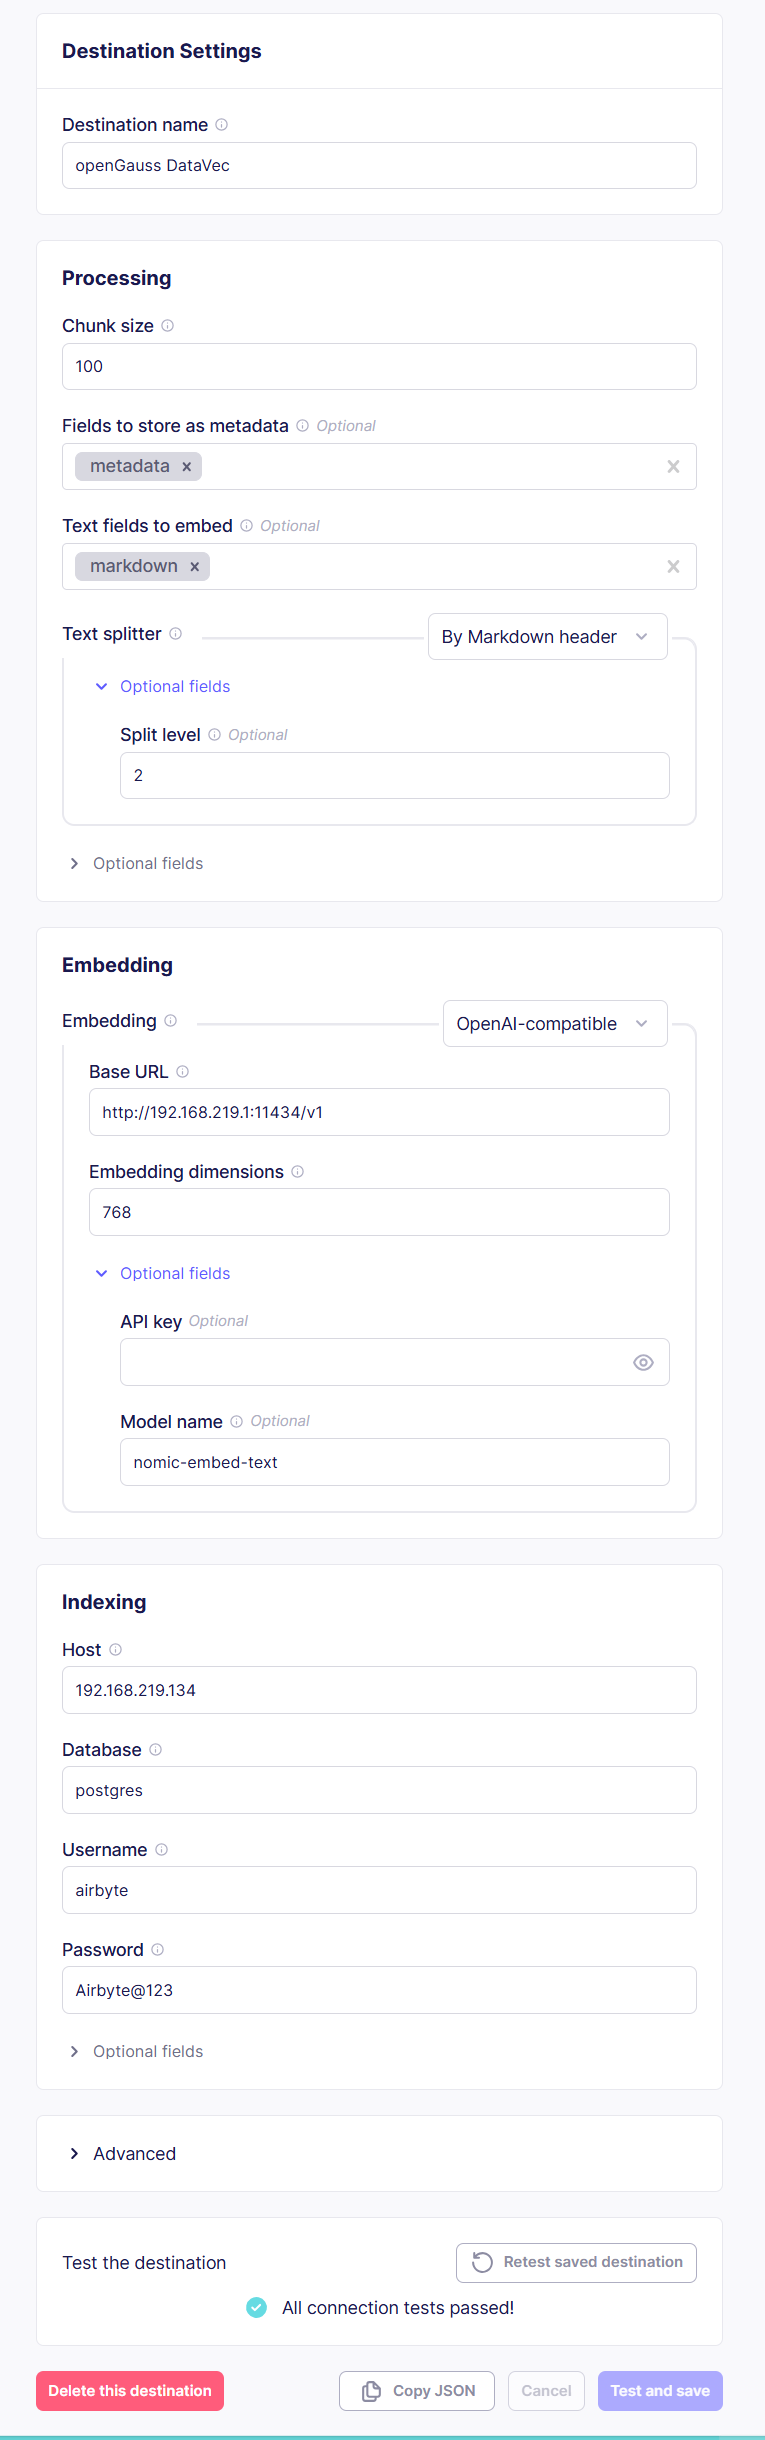 Destination Settings
Destination name
openGauss DataVec
Processing
Chunk size
100
Fields to store as metadata Optional
metadata
Text fields to embed Optional
markdown
Text splitter By Markdown header
Optional fields
Split level Optional
2
Optional fields
Embedding
Embedding OpenAI-compatible
Base URL
http://192.168.219.1:11434/v1
Embedding dimensions
768
Optional fields
API key Optional
Model name Optional
nomic-embed-text
Indexing
Host
192.168.219.134
Database
postgres
Username
airbyte
Password
Airbyte@123
Optional fields
Advanced
Test the destination Retest saved destination
All connection tests passed!
Delete this destination Copy JSON Cancel Test and save